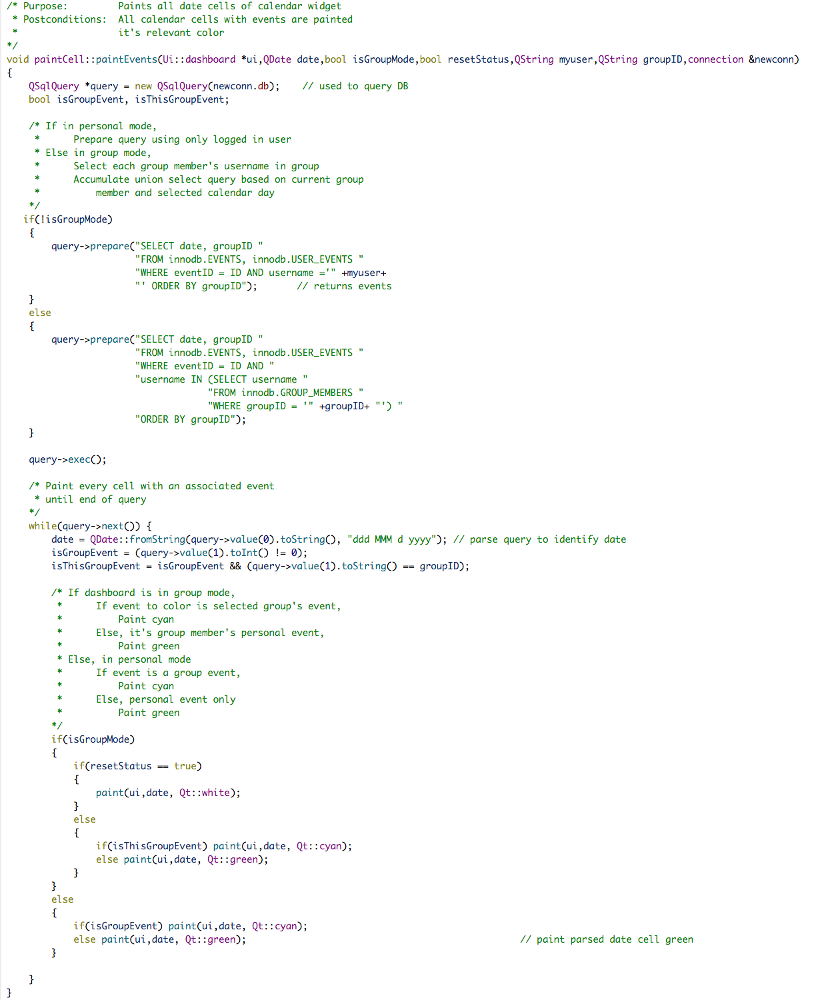 /* Purpose:         Paints all date cells of calendar widget
 * Postconditions:  All calendar cells with events are painted
 *                  it's relevant color
*/
void paintCell::paintEvents(Ui::dashboard *ui,QDate date,bool isGroupMode,bool resetStatus,QString myuser,QString groupID,connection &newconn)
{
    QSqlQuery *query = new QSqlQuery(newconn.db);    // used to query DB
    bool isGroupEvent, isThisGroupEvent;

    /* If in personal mode,
     *      Prepare query using only logged in user
     * Else in group mode,
     *      Select each group member's username in group
     *      Accumulate union select query based on current group
     *          member and selected calendar day
    */
   if(!isGroupMode)
    {
        query->prepare("SELECT date, groupID "
                       "FROM innodb.EVENTS, innodb.USER_EVENTS "
                       "WHERE eventID = ID AND username ='" +myuser+
                       "' ORDER BY groupID");       // returns events
    }
    else
    {
        query->prepare("SELECT date, groupID "
                       "FROM innodb.EVENTS, innodb.USER_EVENTS "
                       "WHERE eventID = ID AND "
                       "username IN (SELECT username "
                                    "FROM innodb.GROUP_MEMBERS "
                                    "WHERE groupID = '" +groupID+ "') "
                       "ORDER BY groupID");
    }

    query->exec();

    /* Paint every cell with an associated event
     * until end of query
    */
    while(query->next()) {
        date = QDate::fromString(query->value(0).toString(), "ddd MMM d yyyy"); // parse query to identify date
        isGroupEvent = (query->value(1).toInt() != 0);
        isThisGroupEvent = isGroupEvent && (query->value(1).toString() == groupID);

        /* If dashboard is in group mode,
         *      If event to color is selected group's event,
         *          Paint cyan
         *      Else, it's group member's personal event,
         *          Paint green
         * Else, in personal mode
         *      If event is a group event,
         *          Paint cyan
         *      Else, personal event only
         *          Paint green
        */
        if(isGroupMode)
        {
            if(resetStatus == true)
            {
                paint(ui,date, Qt::white);
            }
            else
            {
                if(isThisGroupEvent) paint(ui,date, Qt::cyan);
                else paint(ui,date, Qt::green);
            }
        }
        else
        {
            if(isGroupEvent) paint(ui,date, Qt::cyan);
            else paint(ui,date, Qt::green);                                                 // paint parsed date cell green
        }

    }
}